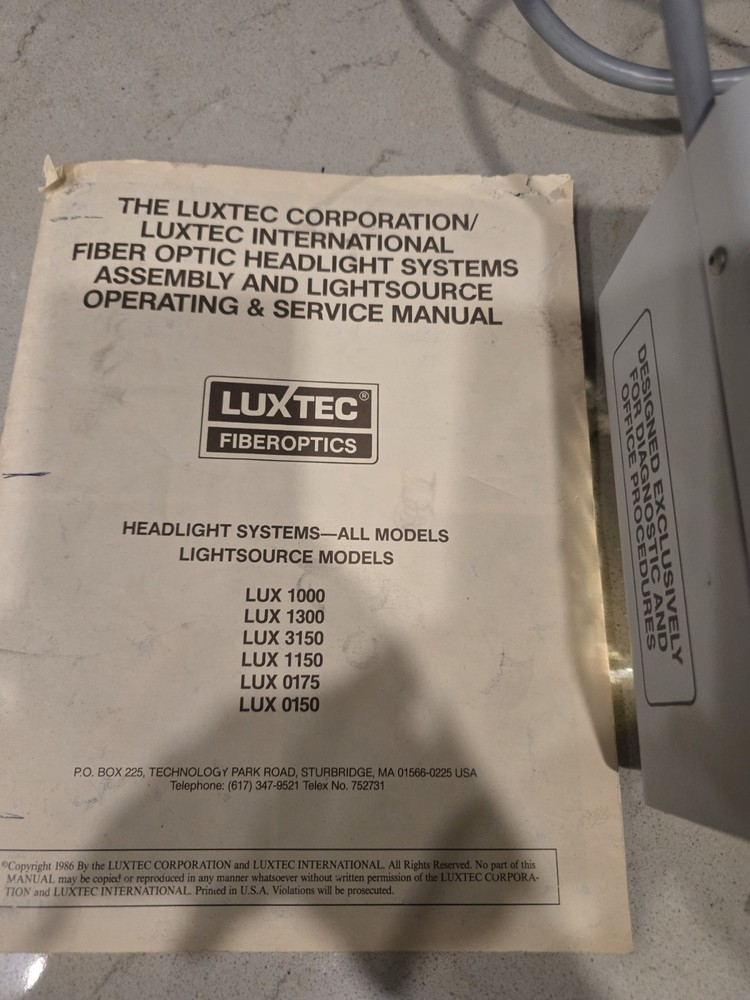 THE LUXTEC CORPORATION/
LUXTEC INTERNATIONAL
FIBER OPTIC HEADLIGHT SYSTEMS
ASSEMBLY AND LIGHTSOURCE
OPERATING & SERVICE MANUAL
LUXTEC®
FIBEROPTICS
HEADLIGHT SYSTEMS—ALL MODELS
LIGHTSOURCE MODELS
LUX 1000
LUX 1300
LUX 3150
LUX 1150
LUX 0175
LUX 0150
P.O. BOX 225, TECHNOLOGY PARK ROAD, STURBRIDGE, MA 01566-0225 USA
Telephone: (617) 347-9521 Telex No. 752731
©Copyright 1986 By the LUXTEC CORPORATION and LUXTEC INTERNATIONAL. All Rights Reserved. No part of this
MANUAL may be copied or reproduced in any manner whatsoever without written permission of the LUXTEC CORPORA-
TION and LUXTEC INTERNATIONAL. Printed in U.S.A. Violations will be prosecuted.
DESIGNED EXCLUSIVELY
FOR DIAGNOSTIC AND
OFFICE PROCEDURES